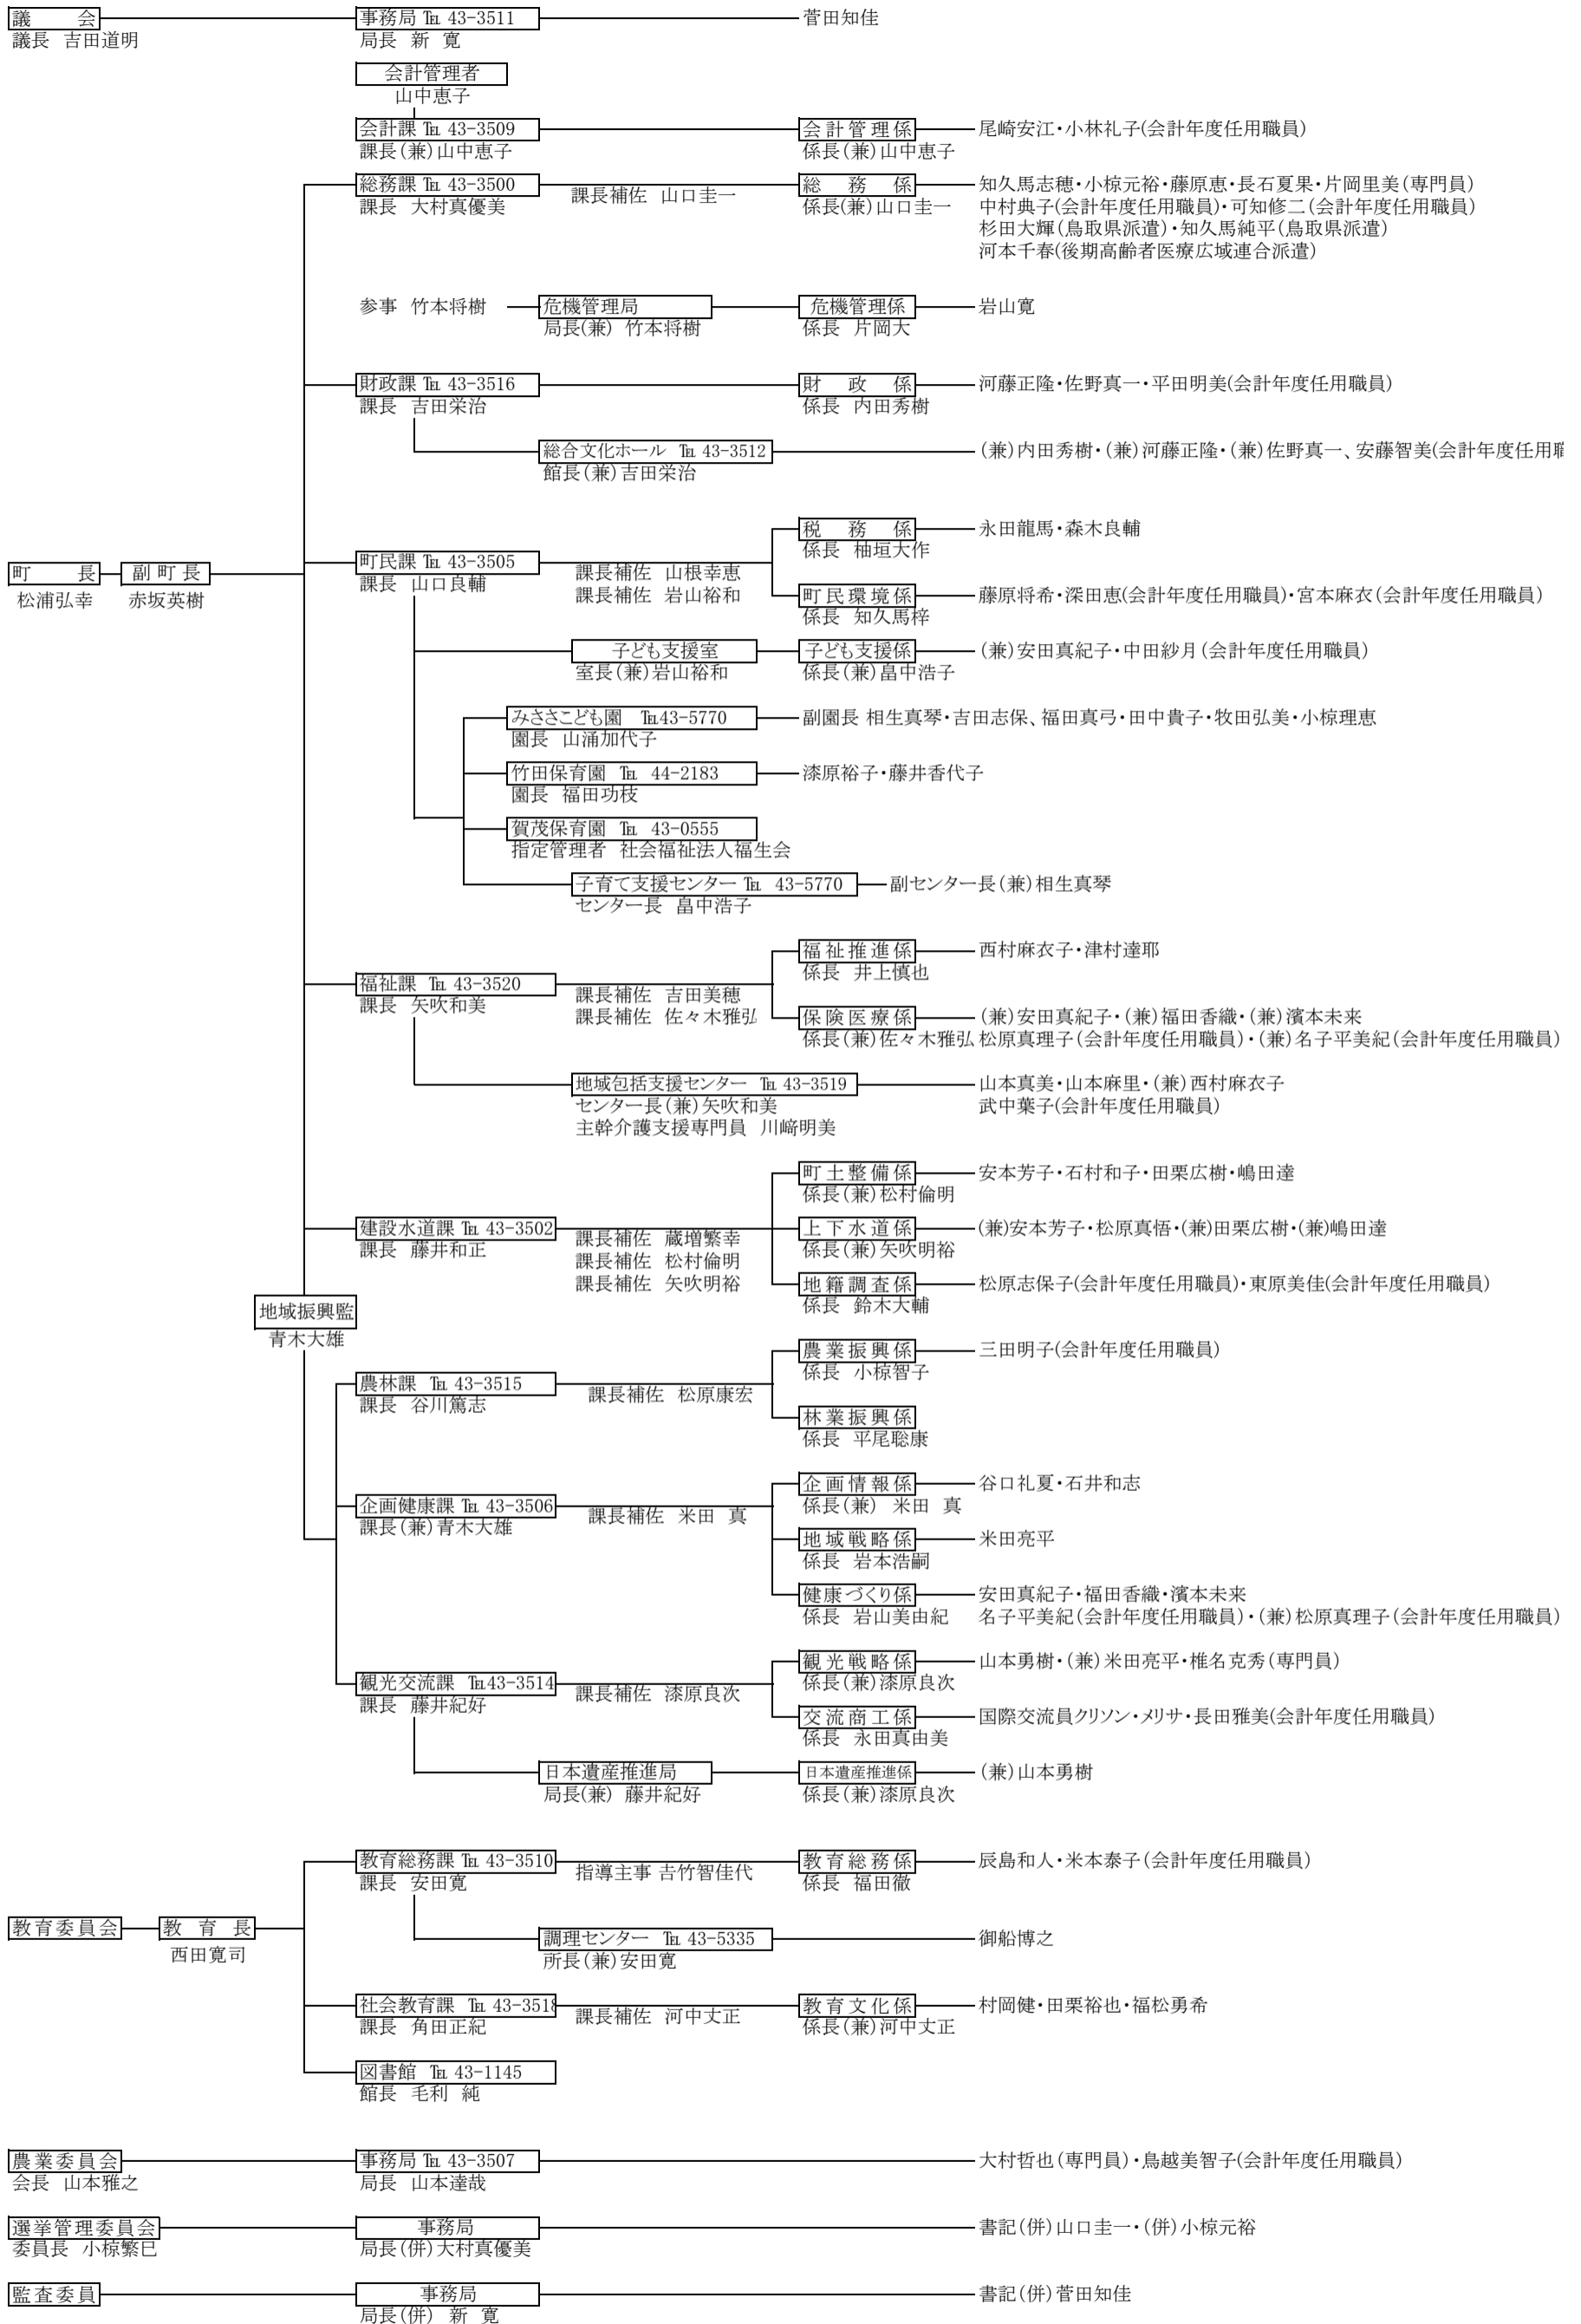 議　会　事務局 ℡ 43-3511　菅田知佳
議長　吉田道明　局長　新　寛
会計管理者
山中恵子
会計課 ℡ 43-3509　会計管理係　尾崎安江・小林礼子(会計年度任用職員)
課長(兼)山中恵子　係長(兼)山中恵子
総務課 ℡ 43-3500　課長補佐　山口圭一　総　務　係　知久馬志穂・小椋元裕・藤原恵・長石夏果・片岡里美(専門員)
課長　大村真優美　係長(兼)山口圭一　中村典子(会計年度任用職員)・可知修二(会計年度任用職員)
杉田大輝(鳥取県派遣)・知久馬純平(鳥取県派遣)
河本千春(後期高齢者医療広域連合派遣)
参事　竹本将樹　危機管理局　危機管理係　岩山寛
局長(兼)　竹本将樹　係長　片岡大
財政課 ℡ 43-3516　財　政　係　河藤正隆・佐野真一・平田明美(会計年度任用職員)
課長　吉田栄治　係長　内田秀樹
総合文化ホール　℡ 43-3512　(兼)内田秀樹・(兼)河藤正隆・(兼)佐野真一、安藤智美(会計年度任用
館長(兼)吉田栄治
税　務　係　永田龍馬・森木良輔
係長　柚垣大作
町民課 ℡ 43-3505　課長補佐　山根幸恵
課長　山口良輔　課長補佐　岩山裕和　町民環境係　藤原将希・深田恵(会計年度任用職員)・宮本麻衣(会計年度任用職員)
係長　知久馬梓
町　長　副町長
松浦弘幸　赤坂英樹
子ども支援室　子ども支援係　(兼)安田真紀子・中田紗月(会計年度任用職員)
室長(兼)岩山裕和　係長(兼)畠中浩子
みささこども園　℡43-5770　副園長 相生真琴・吉田志保、福田真弓・田中貴子・牧田弘美・小椋理恵
園長　山涌加代子
竹田保育園　℡　44-2183　漆原裕子・藤井香代子
園長　福田功枝
賀茂保育園　℡　43-0555
指定管理者　社会福祉法人福生会
子育て支援センター ℡　43-5770　副センター長(兼)相生真琴
センター長　畠中浩子
福祉推進係　西村麻衣子・津村達耶
係長　井上慎也
福祉課　℡ 43-3520　課長補佐　吉田美穂
課長　矢吹和美　課長補佐　佐々木雅弘　保険医療係　(兼)安田真紀子・(兼)福田香織・(兼)濱本未来
係長(兼)佐々木雅弘　松原真理子(会計年度任用職員)・(兼)名子平美紀(会計年度任用職員)
地域包括支援センター　℡ 43-3519　山本真美・山本麻里・(兼)西村麻衣子
センター長(兼)矢吹和美　武中葉子(会計年度任用職員)
主幹介護支援専門員　川﨑明美
町土整備係　安本芳子・石村和子・田栗広樹・嶋田達
係長(兼)松村倫明
建設水道課 ℡ 43-3502　課長補佐　蔵増繁幸　上下水道係　(兼)安本芳子・松原真悟・(兼)田栗広樹・(兼)嶋田達
課長　藤井和正　課長補佐　松村倫明　係長(兼)矢吹明裕
課長補佐　矢吹明裕　地籍調査係　松原志保子(会計年度任用職員)・東原美佳(会計年度任用職員)
係長　鈴木大輔
地域振興監
青木大雄
農業振興係　三田明子(会計年度任用職員)
係長　小椋智子
農林課　℡ 43-3515　課長補佐　松原康宏
課長　谷川篤志　林業振興係
係長　平尾聡康
企画情報係　谷口礼夏・石井和志
企画健康課 ℡ 43-3506　課長補佐　米田　真　係長(兼)　米田　真
課長(兼)青木大雄　地域戦略係　米田亮平
係長　岩本浩嗣
健康づくり係　安田真紀子・福田香織・濱本未来
係長　岩山美由紀　名子平美紀(会計年度任用職員)・(兼)松原真理子(会計年度任用職員)
観光戦略係　山本勇樹・(兼)米田亮平・椎名克秀(専門員)
観光交流課　℡43-3514　課長補佐　漆原良次　係長(兼)漆原良次
課長　藤井紀好　交流商工係　国際交流員クリソン・メリサ・長田雅美(会計年度任用職員)
係長　永田真由美
日本遺産推進局　日本遺産推進係　(兼)山本勇樹
局長(兼)　藤井紀好　係長(兼)漆原良次
教育総務課 ℡ 43-3510　指導主事 吉竹智佳代　教育総務係　辰島和人・米本泰子(会計年度任用職員)
課長　安田寛　係長　福田徹
教育委員会　教　育　長　調理センター　℡ 43-5335　御船博之
西田寛司　所長(兼)安田寛
社会教育課　℡ 43-3518　課長補佐　河中丈正　教育文化係　村岡健・田栗裕也・福松勇希
課長　角田正紀　係長(兼)河中丈正
図書館　℡ 43-1145
館長　毛利　純
農業委員会　事務局 ℡ 43-3507　大村哲也(専門員)・鳥越美智子(会計年度任用職員)
会長　山本雅之　局長　山本達哉
選挙管理委員会　事務局　書記(併)山口圭一・(併)小椋元裕
委員長　小椋繁巳　局長(併)大村真優美
監査委員　事務局　書記(併)菅田知佳
局長(併)　新　寛